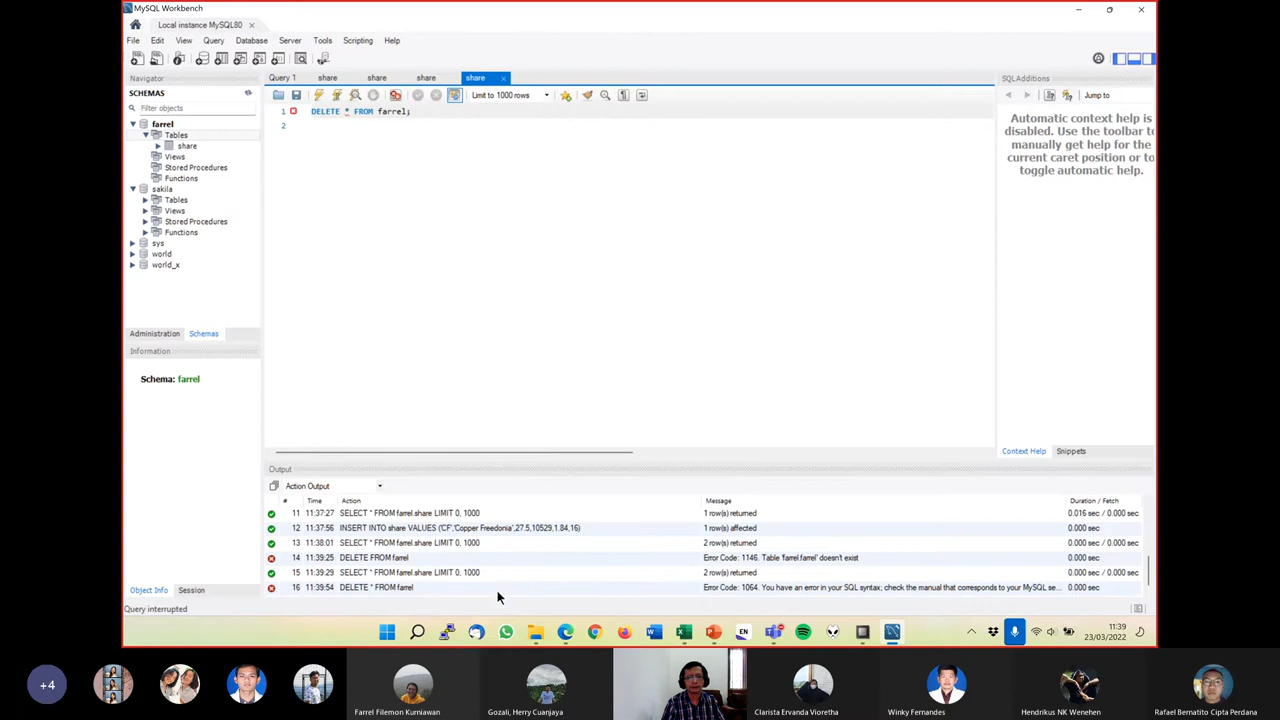 MySQL Workbench
Local instance MySQL80
File Edit View Query Database Server Tools Scripting Help
Navigator
SCHEMAS
Filter objects
farrel
Tables
share
Views
Stored Procedures
Functions
sakila
Tables
Views
Stored Procedures
Functions
sys
world
world_x
Administration Schemas
Information
Schema: farrel
Object Info Session
Query interrupted
Query 1 share share share share
Limit to 1000 rows
1 DELETE * FROM farrel;
2
SQLAdditions
Jump to
Automatic context help is
disabled. Use the toolbar to
manually get help for the
current caret position or to
toggle automatic help.
Context Help Snippets
Output
Action Output
# Time Action Message Duration / Fetch
11 11:37:27 SELECT * FROM farrel.share LIMIT 0, 1000 1 row(s) returned 0.016 sec / 0.000 sec
12 11:37:56 INSERT INTO share VALUES ('CF','Copper Freedonia',27.5,10529,1.84,16) 1 row(s) affected 0.000 sec
13 11:38:01 SELECT * FROM farrel.share LIMIT 0, 1000 2 row(s) returned 0.000 sec / 0.000 sec
14 11:39:25 DELETE FROM farrel Error Code: 1146. Table 'farrel.farrel' doesn't exist 0.000 sec
15 11:39:29 SELECT * FROM farrel.share LIMIT 0, 1000 2 row(s) returned 0.000 sec / 0.000 sec
16 11:39:54 DELETE * FROM farrel Error Code: 1064. You have an error in your SQL syntax; check the manual that corresponds to your MySQL se... 0.000 sec
EN
11:39
23/03/2022
+4
Farrel Filemon Kurniawan
Gozali, Herry Cuanjaya
Clarista Ervanda Vioretha
Winky Fernandes
Hendrikus NK Wenehen
Rafael Bernatito Cipta Perdana